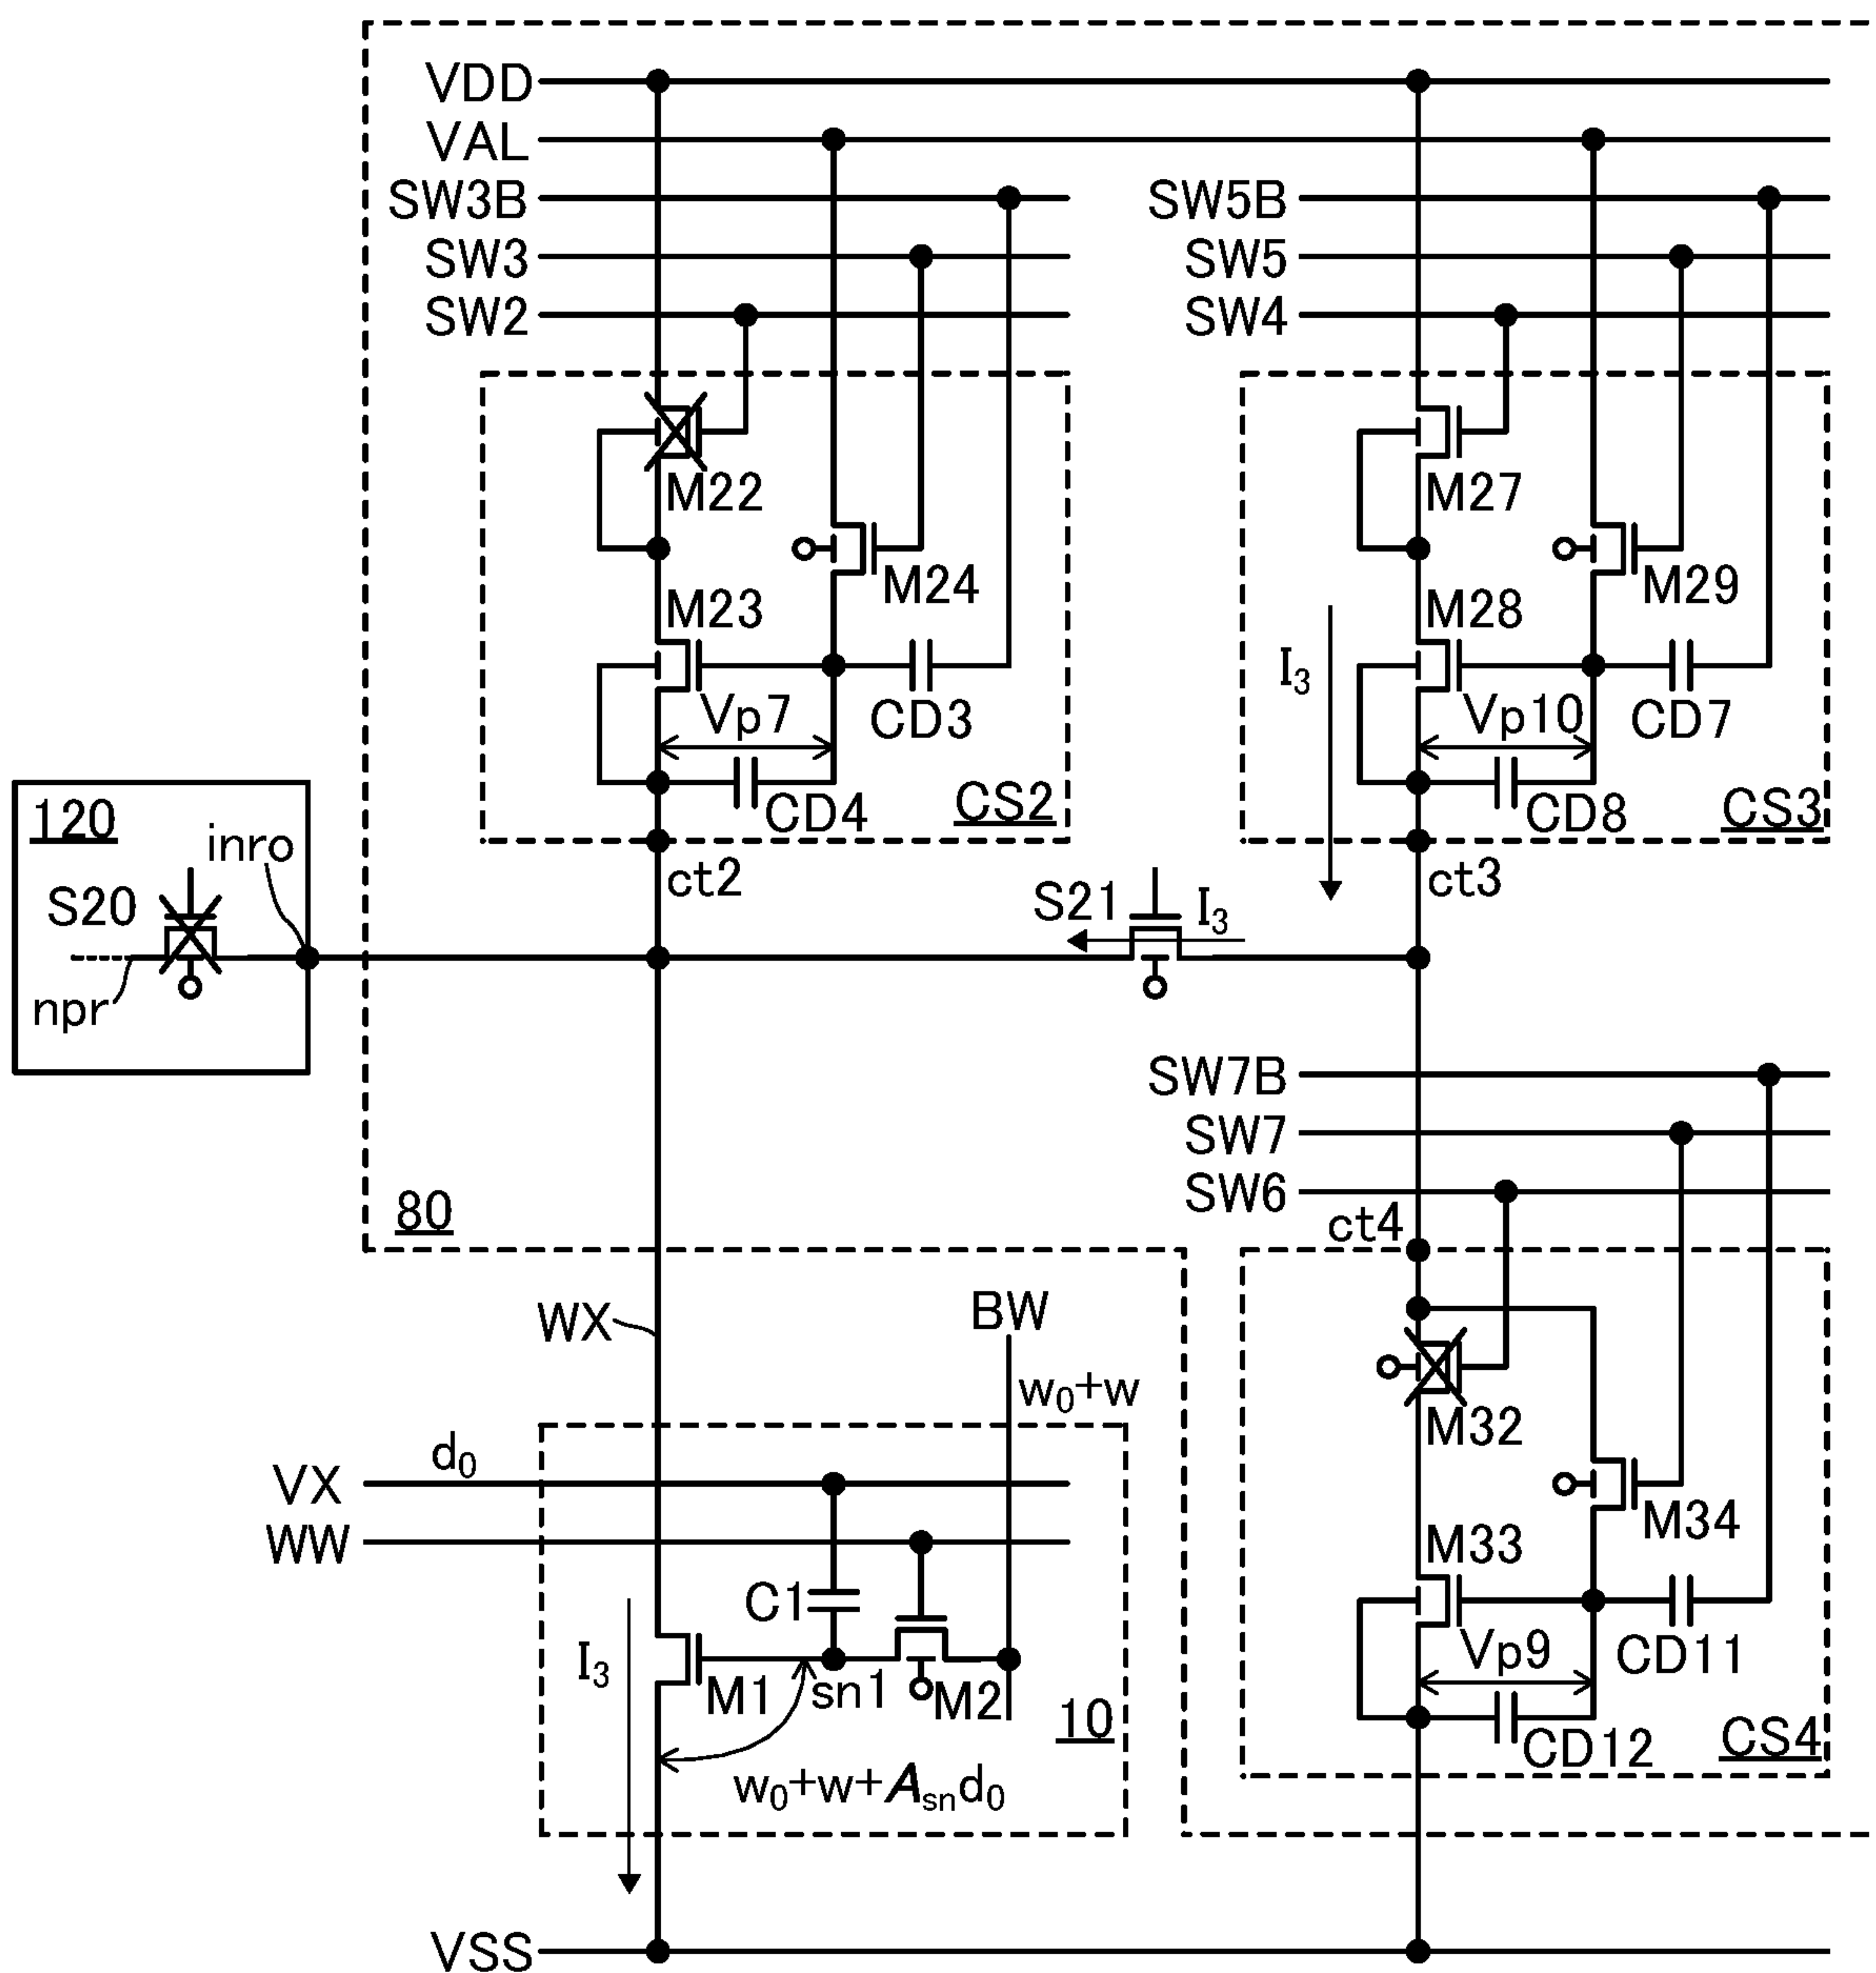 VDD
VAL
SW3B SW5B
SW3 SW5
SW2 SW4
M22 M27
M24 M29
M23 M28
I₃
Vp7 CD3 Vp10 CD7
CD4 CS2 CD8 CS3
120
inro
ct2 ct3
S20 S21 I₃
npr
SW7B
SW7
SW6
80
ct4
WX BW
w₀+w
M32
d₀
VX
WW
M34
M33
C1
I₃ Vp9 CD11
M1 sn1 M2
10
CD12 CS4
w₀+w+Aₛₙd₀
VSS